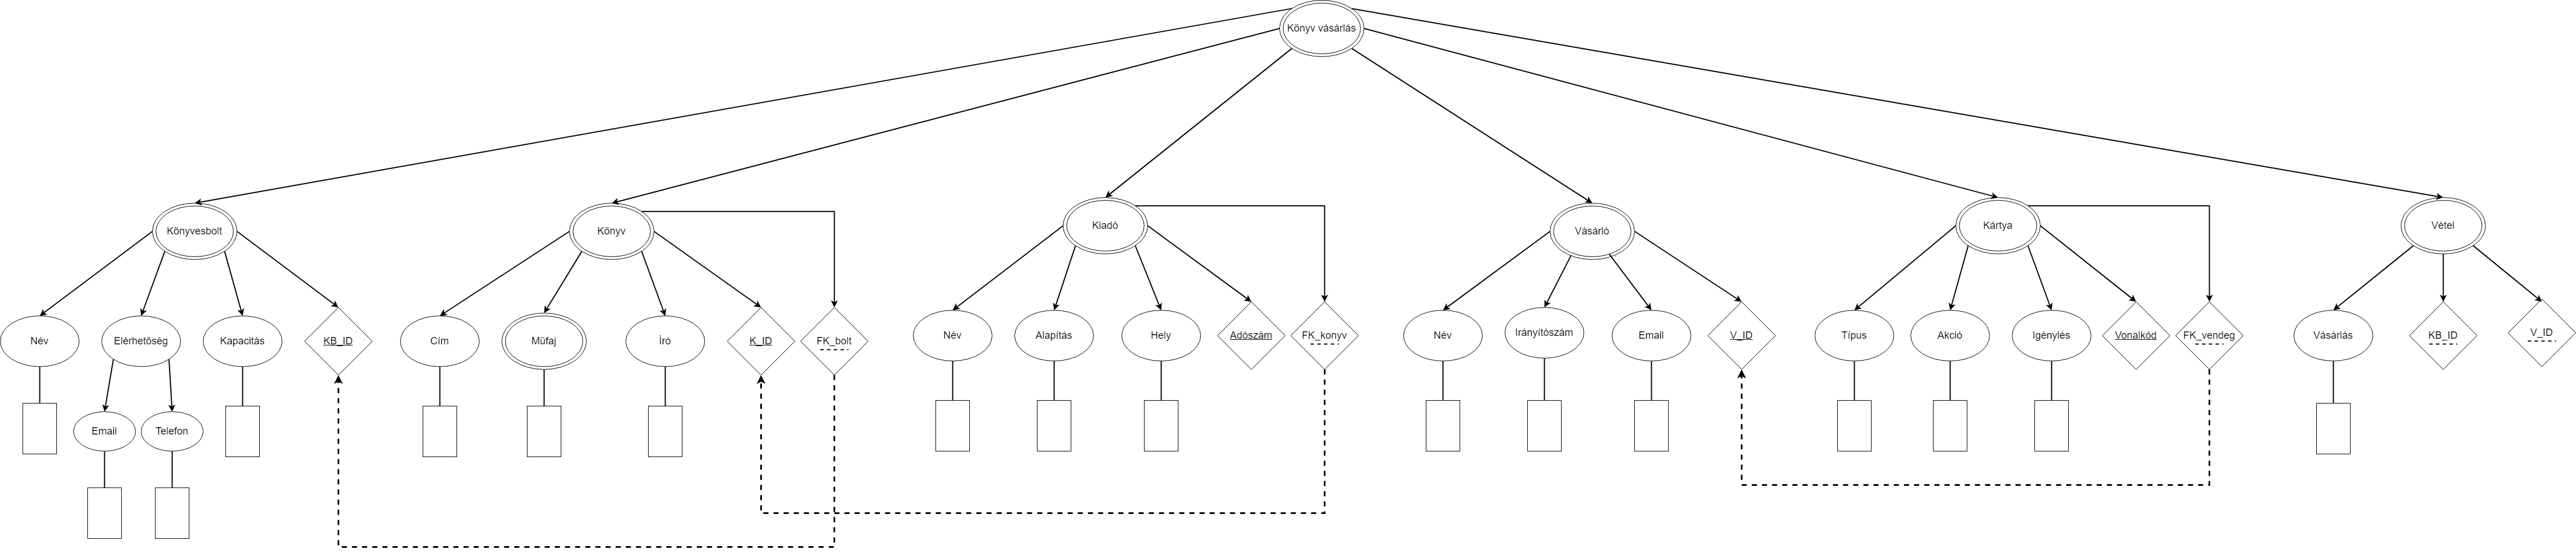 Könyv vásárlás
Könyvesbolt
Könyv
Kiadó
Vásárló
Kártya
Vétel
Név
Elérhetőség
Kapacitás
KB_ID
Cím
Műfaj
Író
K_ID
FK_bolt
Név
Alapítás
Hely
Adószám
FK_konyv
Név
Irányítószám
Email
V_ID
Típus
Akció
Igénylés
Vonalkód
FK_vendeg
Vásárlás
KB_ID
V_ID
Email
Telefon